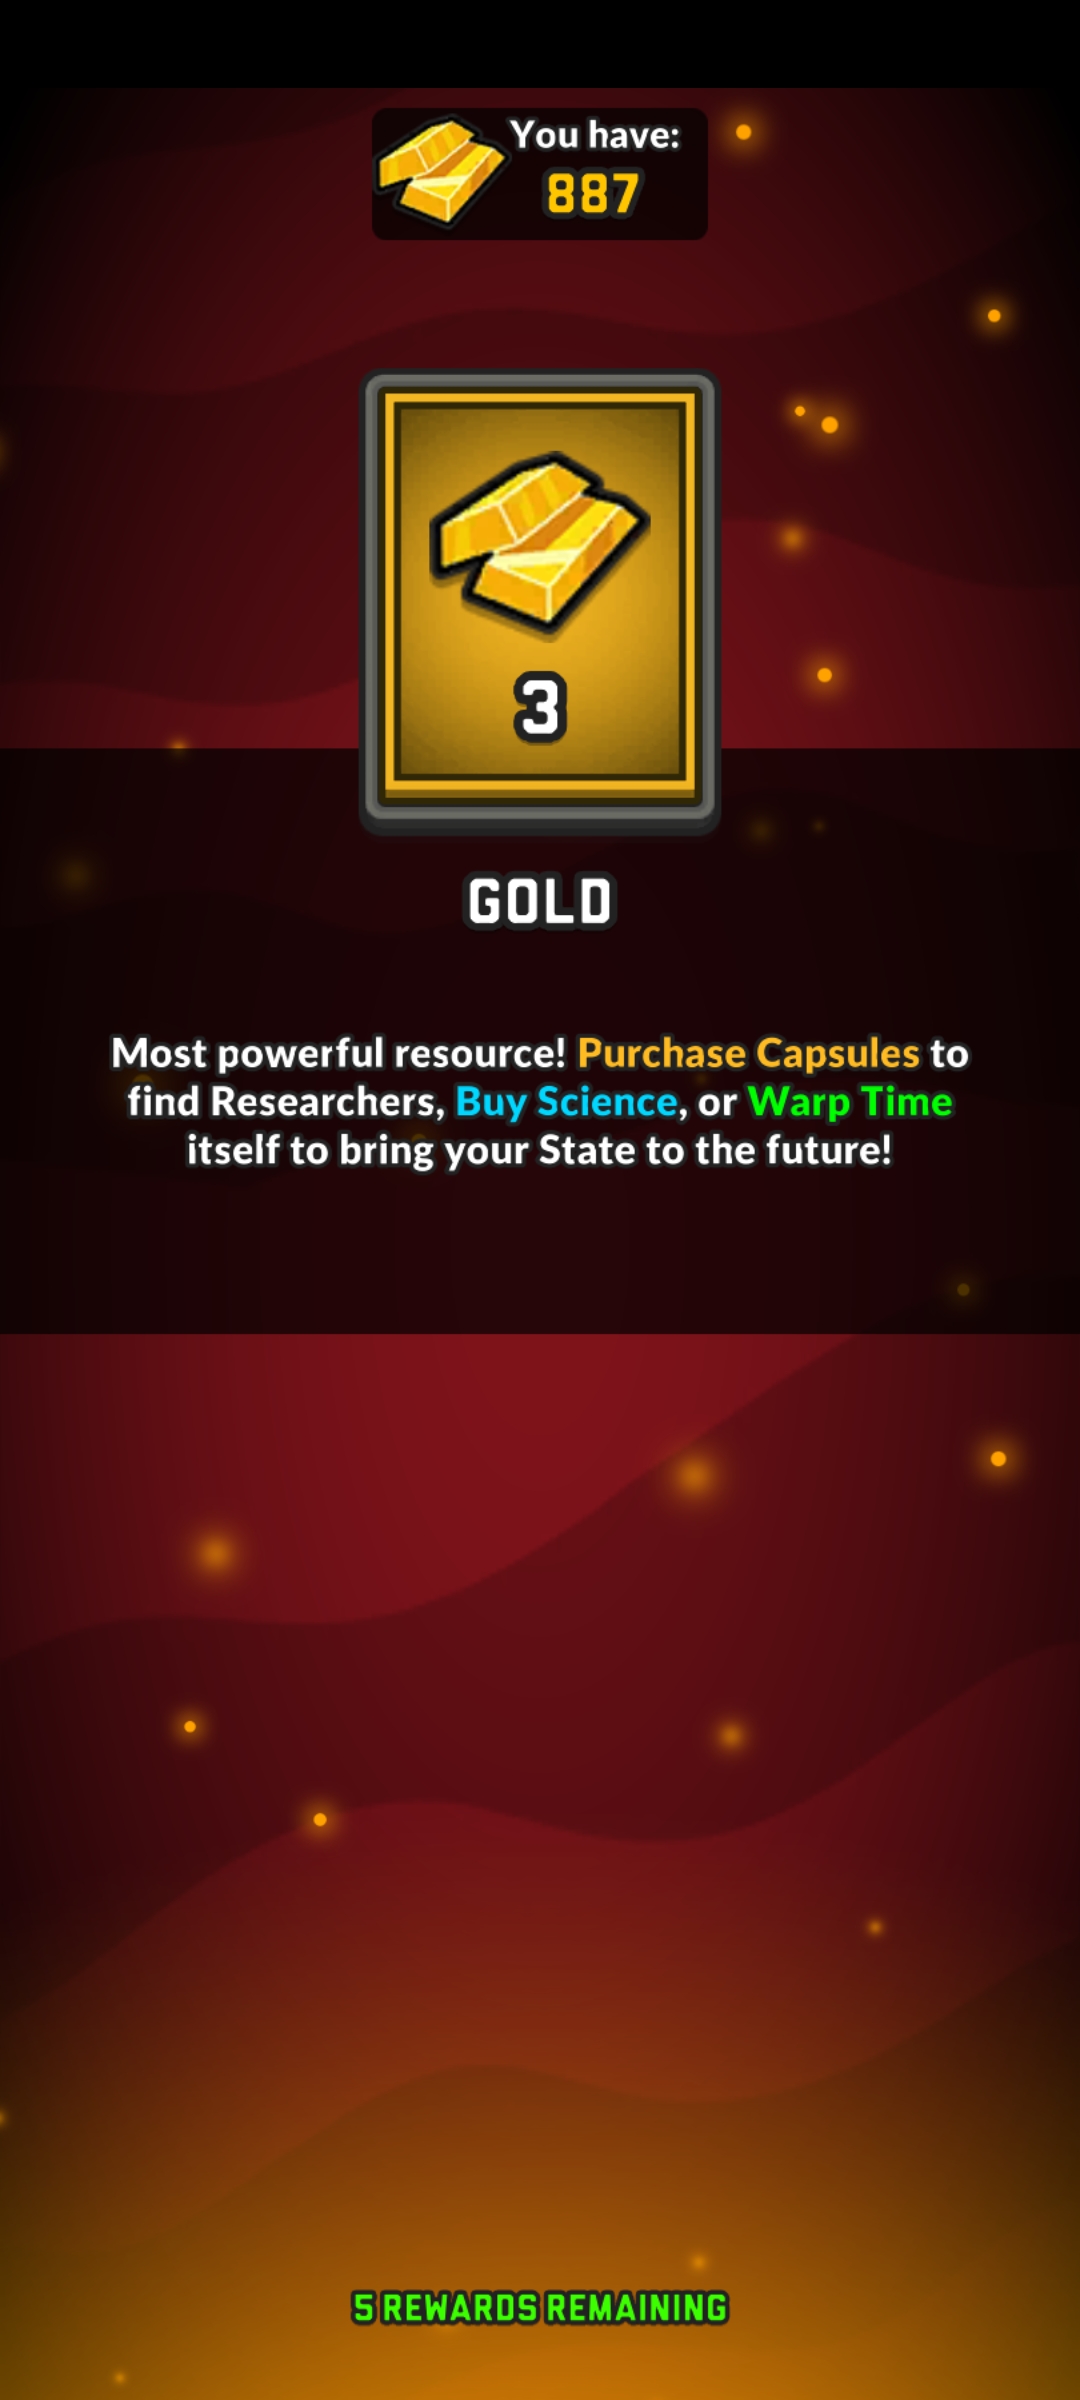 You have:
887
3
GOLD
Most powerful resource! Purchase Capsules to
find Researchers, Buy Science, or Warp Time
itself to bring your State to the future!
5 REWARDS REMAINING